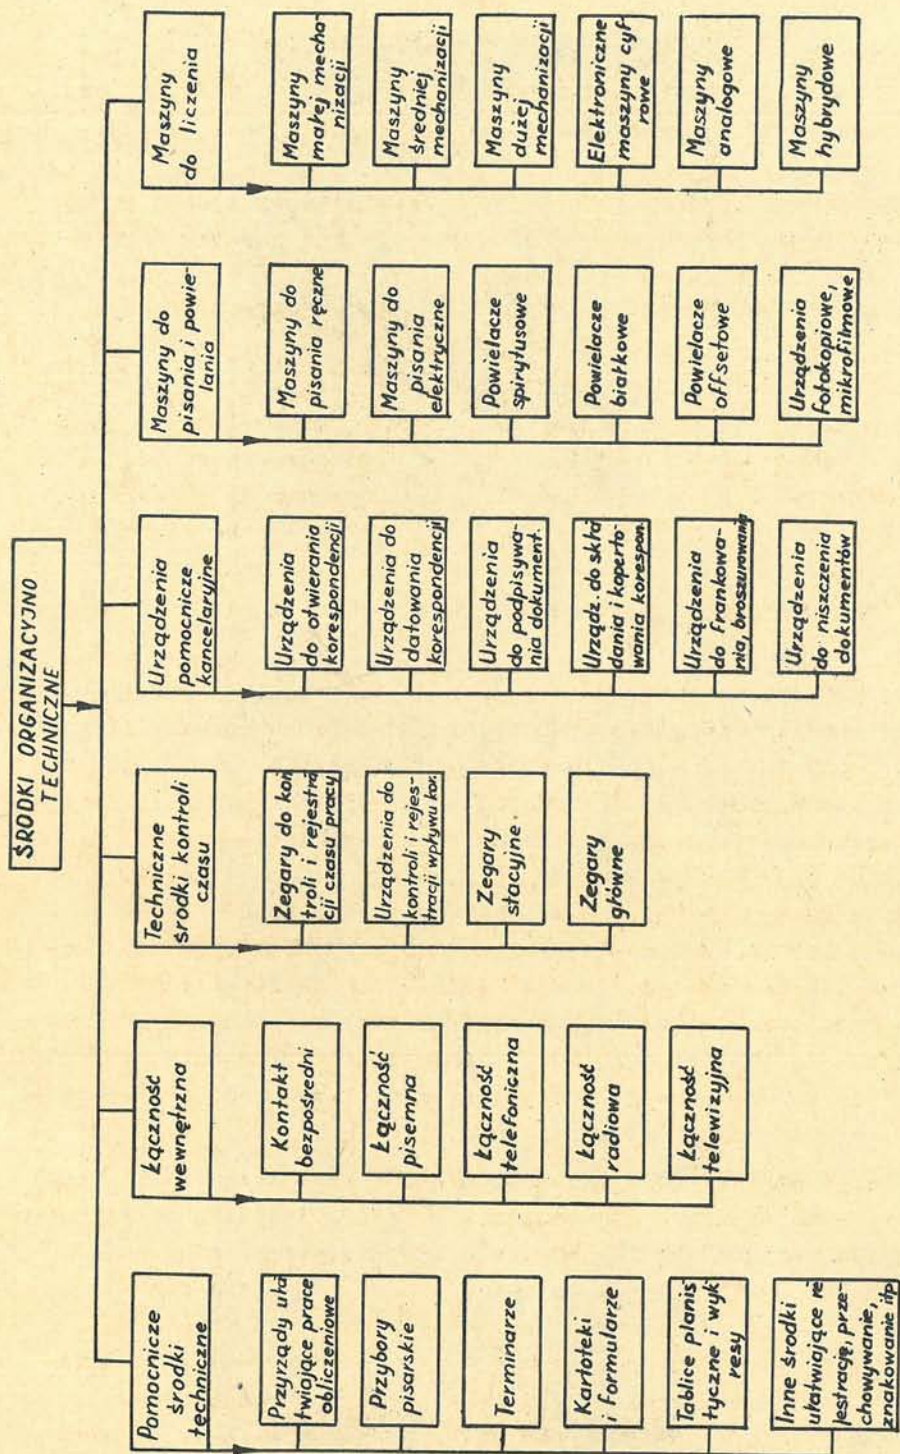 ŚRODKI ORGANIZACYJNO
TECHNICZNE
Pomocnicze
środki
techniczne
Przyrządy uła
twiające prace
obliczeniowe
Przybory
pisarskie
Terminarze
Kartoteki
i formularze
Tablice planis
tyczne i wyk
resy
Inne środki
ułatwiające re
jestrację, prze-
chowywanie,
znakowanie itp
Łączność
wewnętrzna
Kontakt
bezpośredni
Łączność
pisemna
Łączność
telefoniczna
Łączność
radiowa
Łączność
telewizyjna
Techniczne
środki kontroli
czasu
Zegary do kon
troli i rejestra
cji czasu pracy
Urządzenia do
kontroli i rejes-
tracji wpływu kor.
Zegary
stacyjne.
Zegary
główne
Urządzenia
pomocnicze
kancelaryjne
Urządzenia
do otwierania
korespondencji
Urządzenia do
datowania
korespondencji
Urządzenia
do podpisywa-
nia dokument.
Urządz. do skła
dania i koperto
wania korespon.
Urządzenia
do frankowa-
nia, broszurowania
Urządzenia
do niszczenia
dokumentów
Maszyny do
pisania i powie-
lania
Maszyny do
pisania ręczne
Maszyny do
pisania
elektryczne
Powielacze
spirytusowe
Powielacze
białkowe
Powielacze
offsetowe
Urządzenia
fotokopiowe,
mikrofilmowe
Maszyny
do liczenia
Maszyny
małej mecha-
nizacji
Maszyny
średniej
mechanizacji
Maszyny
dużej
mechanizacji
Elektroniczne
maszyny cyf
rowe
Maszyny
analogowe
Maszyny
hybrydowe